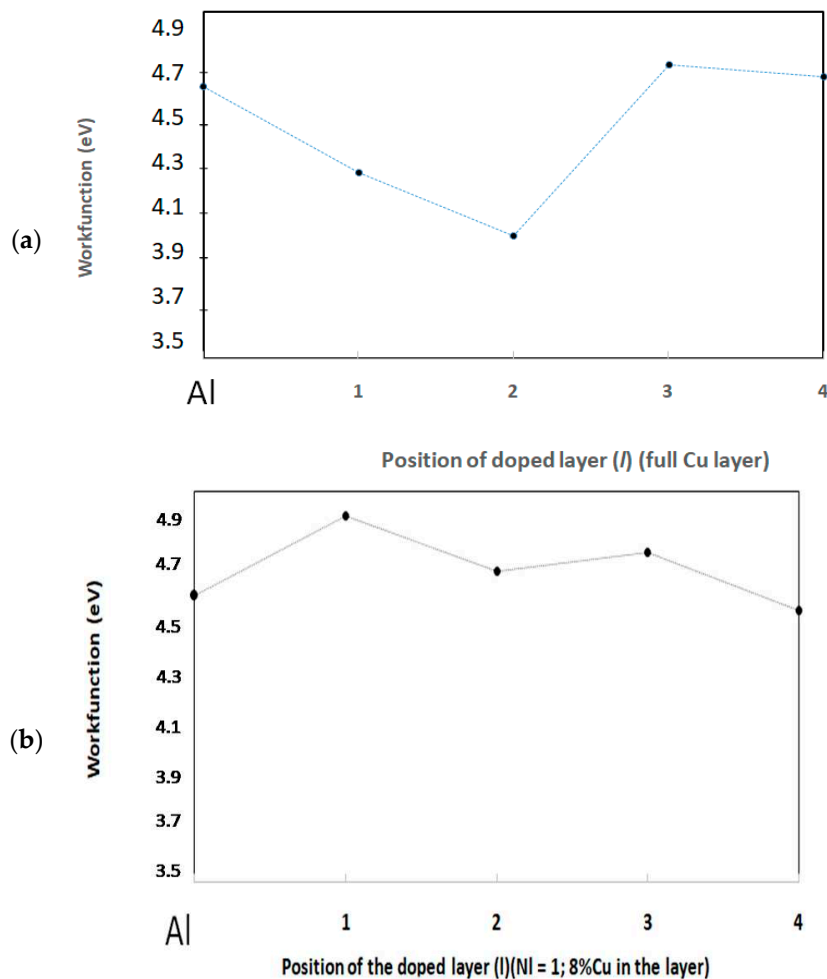 (a)
Workfunction (eV)
4.9
4.7
4.5
4.3
4.1
3.9
3.7
3.5
Al 1 2 3 4
Position of doped layer (l) (full Cu layer)
(b)
Workfunction (eV)
4.9
4.7
4.5
4.3
4.1
3.9
3.7
3.5
Al 1 2 3 4
Position of the doped layer (l)(Nl = 1; 8%Cu in the layer)